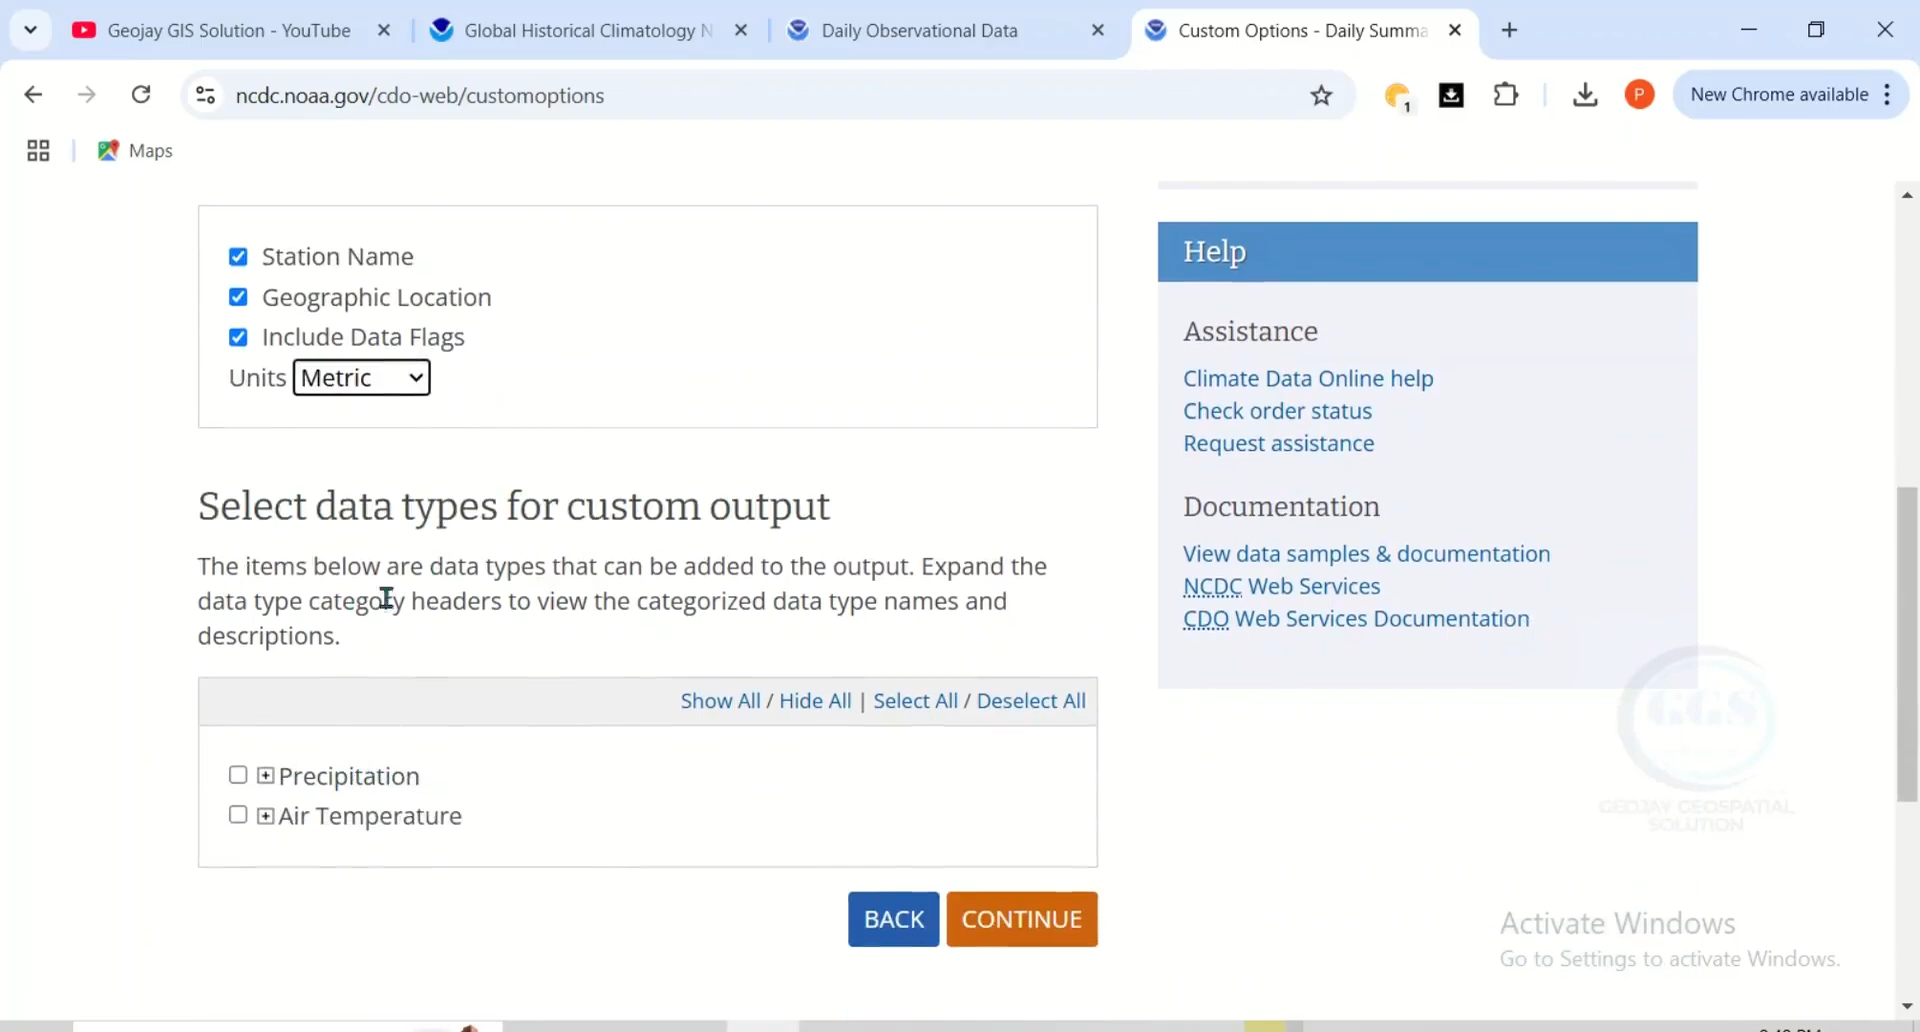 Geojay GIS Solution - YouTube
Global Historical Climatology N
Daily Observational Data
Custom Options - Daily Summa
ncdc.noaa.gov/cdo-web/customoptions
1
P
New Chrome available
Maps
Station Name
Geographic Location
Include Data Flags
Units Metric
Select data types for custom output
The items below are data types that can be added to the output. Expand the
data type category headers to view the categorized data type names and
descriptions.
Show All / Hide All | Select All / Deselect All
Precipitation
Air Temperature
BACK
CONTINUE
Help
Assistance
Climate Data Online help
Check order status
Request assistance
Documentation
View data samples & documentation
NCDC Web Services
CDO Web Services Documentation
GGS
GEOJAY GEOSPATIAL
SOLUTION
Activate Windows
Go to Settings to activate Windows.